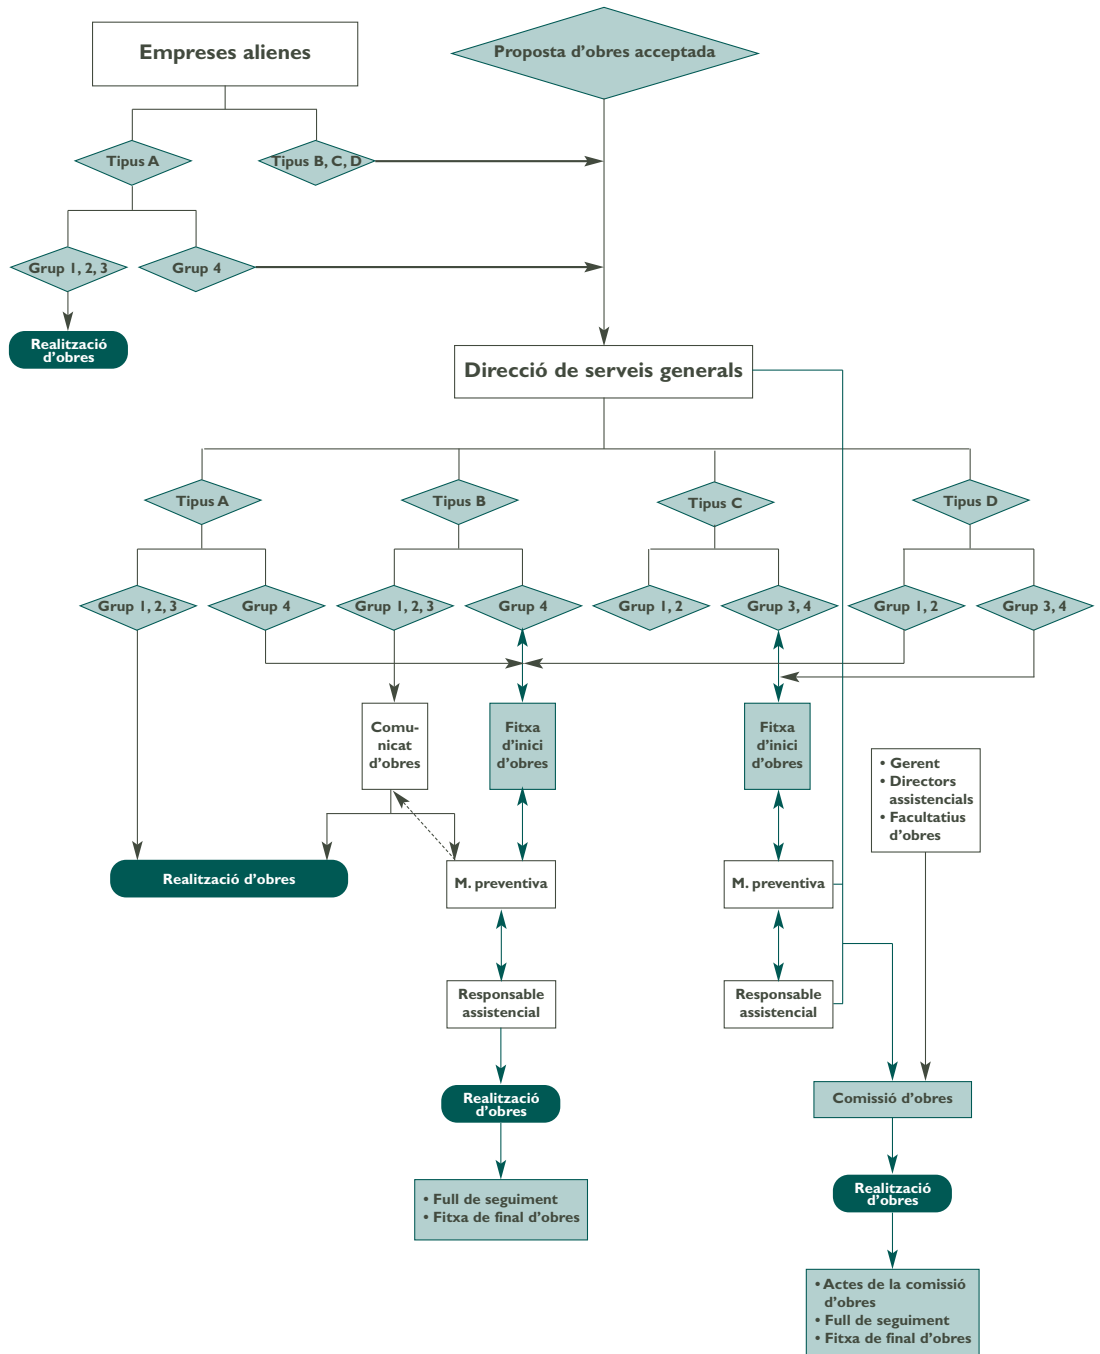 Empreses alienes
Proposta d'obres acceptada
Tipus A
Tipus B, C, D
Grup 1, 2, 3
Grup 4
Realització
d'obres
Direcció de serveis generals
Tipus A
Tipus B
Tipus C
Tipus D
Grup 1, 2, 3
Grup 4
Grup 1, 2, 3
Grup 4
Grup 1, 2
Grup 3, 4
Grup 1, 2
Grup 3, 4
Comu-
nicat
d'obres
Fitxa
d'inici
d'obres
Fitxa
d'inici
d'obres
• Gerent
• Directors
assistencials
• Facultatius
d'obres
Realització d'obres
M. preventiva
M. preventiva
Responsable
assistencial
Responsable
assistencial
Realització
d'obres
Comissió d'obres
• Full de seguiment
• Fitxa de final d'obres
Realització
d'obres
• Actes de la comissió
d'obres
• Full de seguiment
• Fitxa de final d'obres